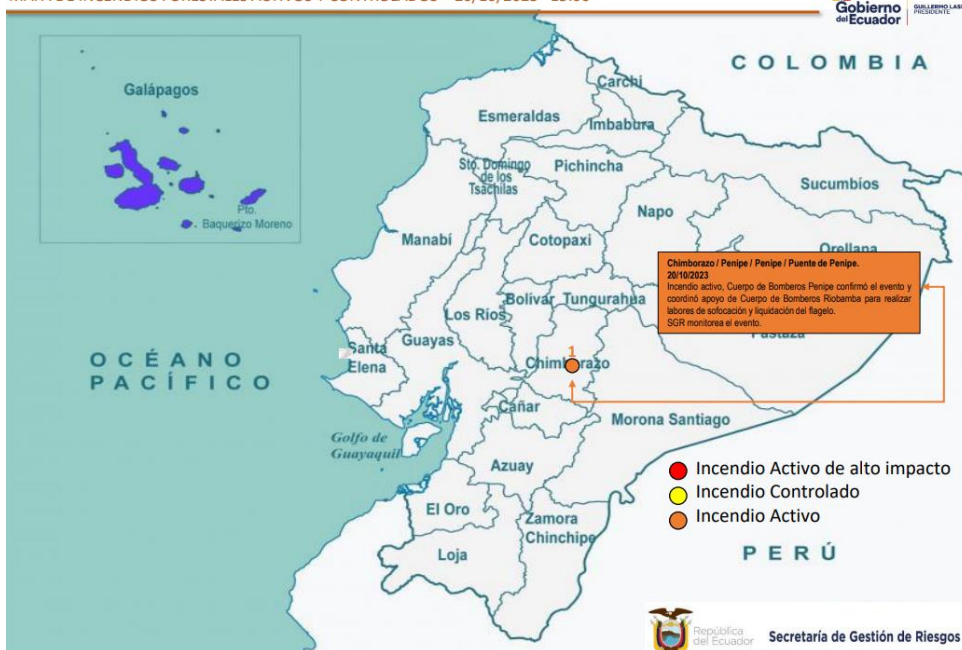 Gobierno
del Ecuador
GUILLERMO LASSO
PRESIDENTE
COLOMBIA
Galápagos
Carchi
Esmeraldas
Imbabura
Sto. Domingo
de los
Tsáchilas
Pichincha
Sucumbíos
Pto.
Baquerizo Moreno
Napo
Manabí
Cotopaxi
Orellana
Chimborazo / Penipe / Penipe / Puente de Penipe.
20/10/2023
Incendio activo, Cuerpo de Bomberos Penipe confirmó el evento y
coordinó apoyo de Cuerpo de Bomberos Riobamba para realizar
labores de sofocación y liquidación del flagelo.
SGR monitorea el evento.
Bolívar
Tungurahua
Los Ríos
Guayas
Pastaza
Santa
Elena
1
Chimborazo
OCÉANO
PACÍFICO
Cañar
Morona Santiago
Golfo de
Guayaquil
Azuay
Incendio Activo de alto impacto
Incendio Controlado
Incendio Activo
El Oro
Zamora
Chinchipe
Loja
PERÚ
República
del Ecuador
Secretaría de Gestión de Riesgos